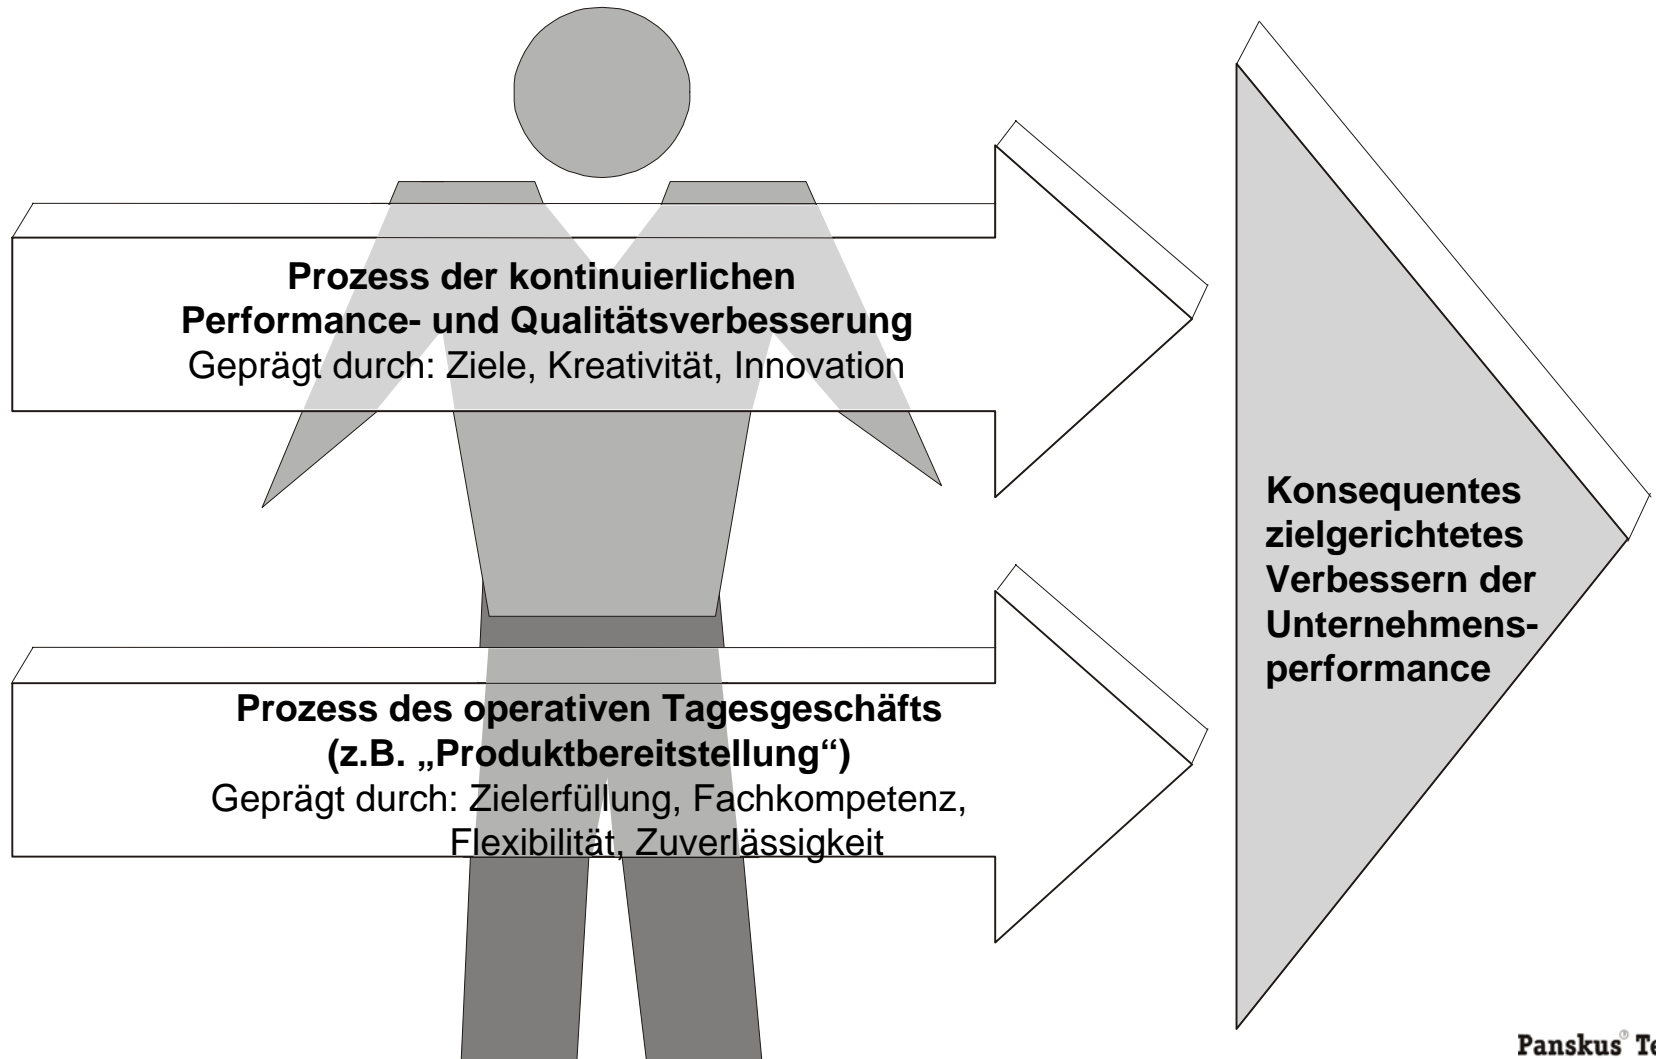 Prozess der kontinuierlichen
Performance- und Qualitätsverbesserung
Geprägt durch: Ziele, Kreativität, Innovation
Prozess des operativen Tagesgeschäfts
(z.B. „Produktbereitstellung“)
Geprägt durch: Zielerfüllung, Fachkompetenz,
Flexibilität, Zuverlässigkeit
Konsequentes
zielgerichtetes
Verbessern der
Unternehmens-
performance
Panskus® Te